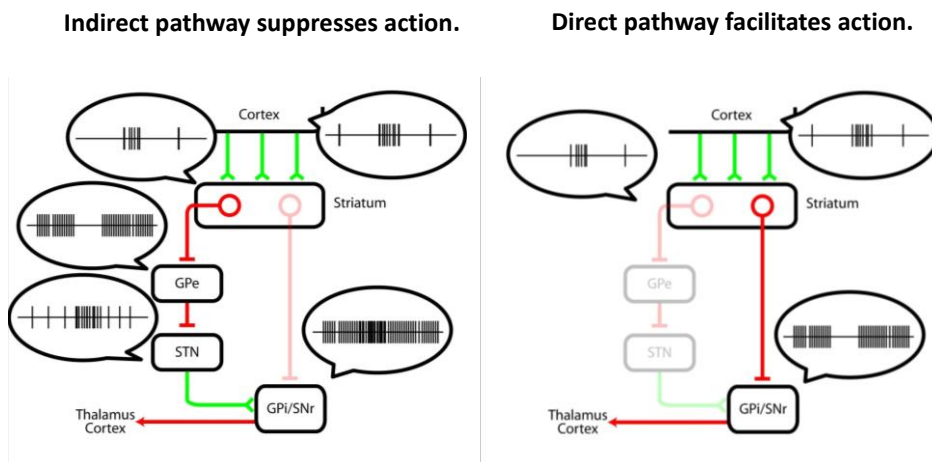 Indirect pathway suppresses action.
Direct pathway facilitates action.
Cortex
Striatum
GPe
STN
GPi/SNr
Thalamus
Cortex
Cortex
Striatum
GPe
STN
GPi/SNr
Thalamus
Cortex